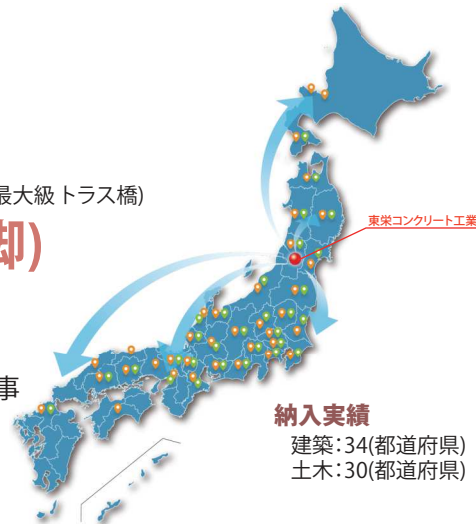 最大級 トラス橋)
却)
東栄コンクリート工業
事
納入実績
建築：34(都道府県)
土木：30(都道府県)